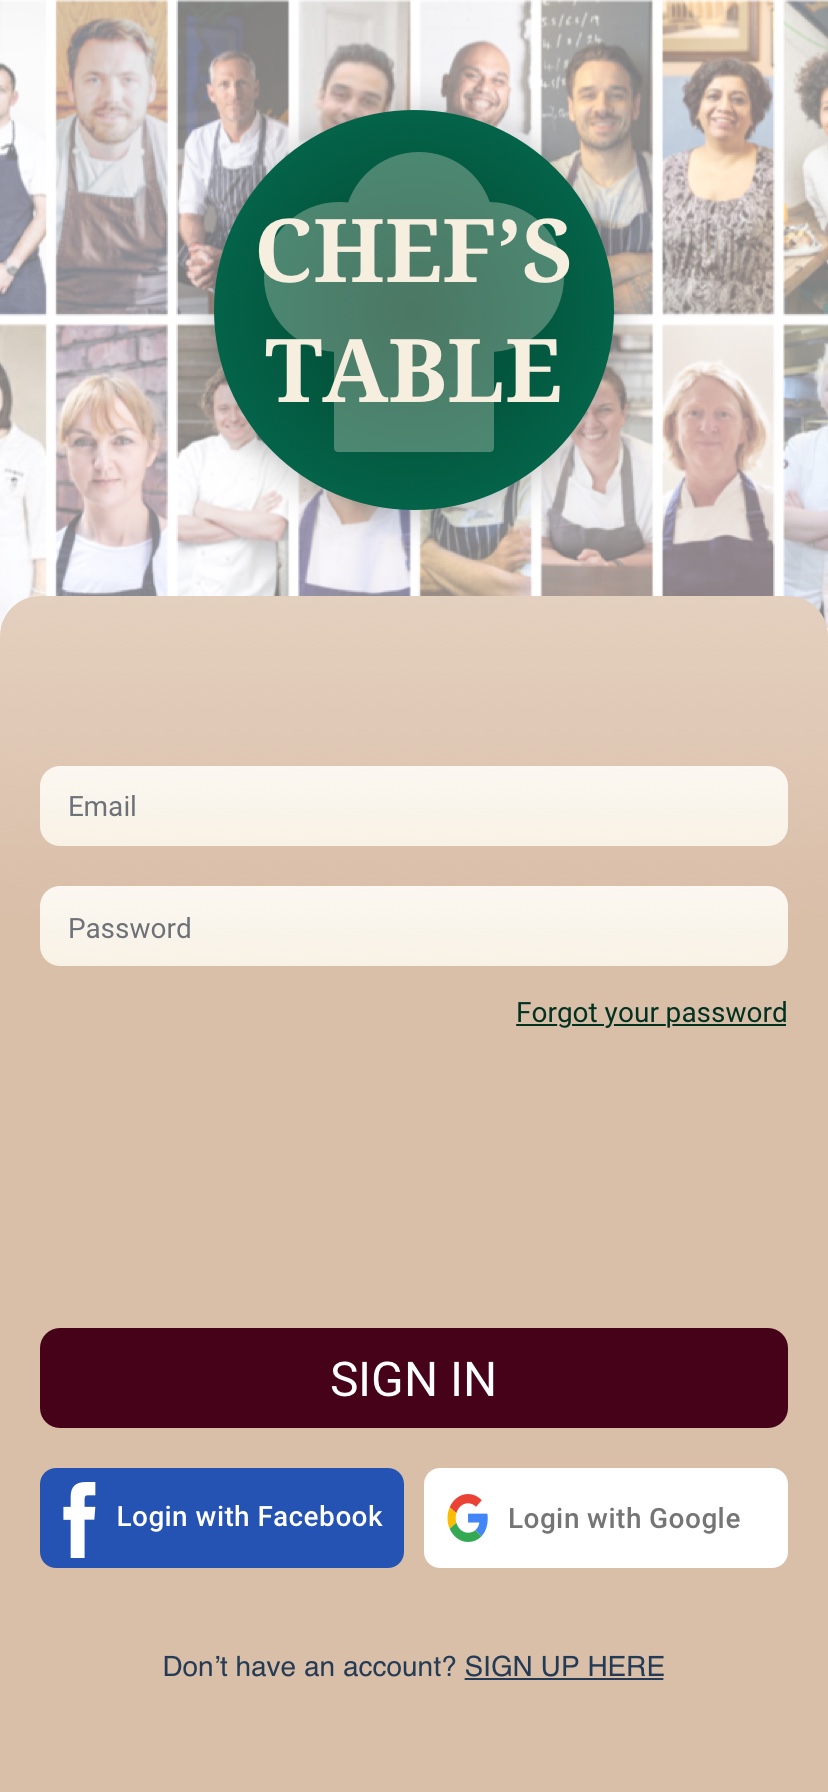 CHEF’S
TABLE
Email
Password
Forgot your password
SIGN IN
Login with Facebook
Login with Google
Don’t have an account? SIGN UP HERE